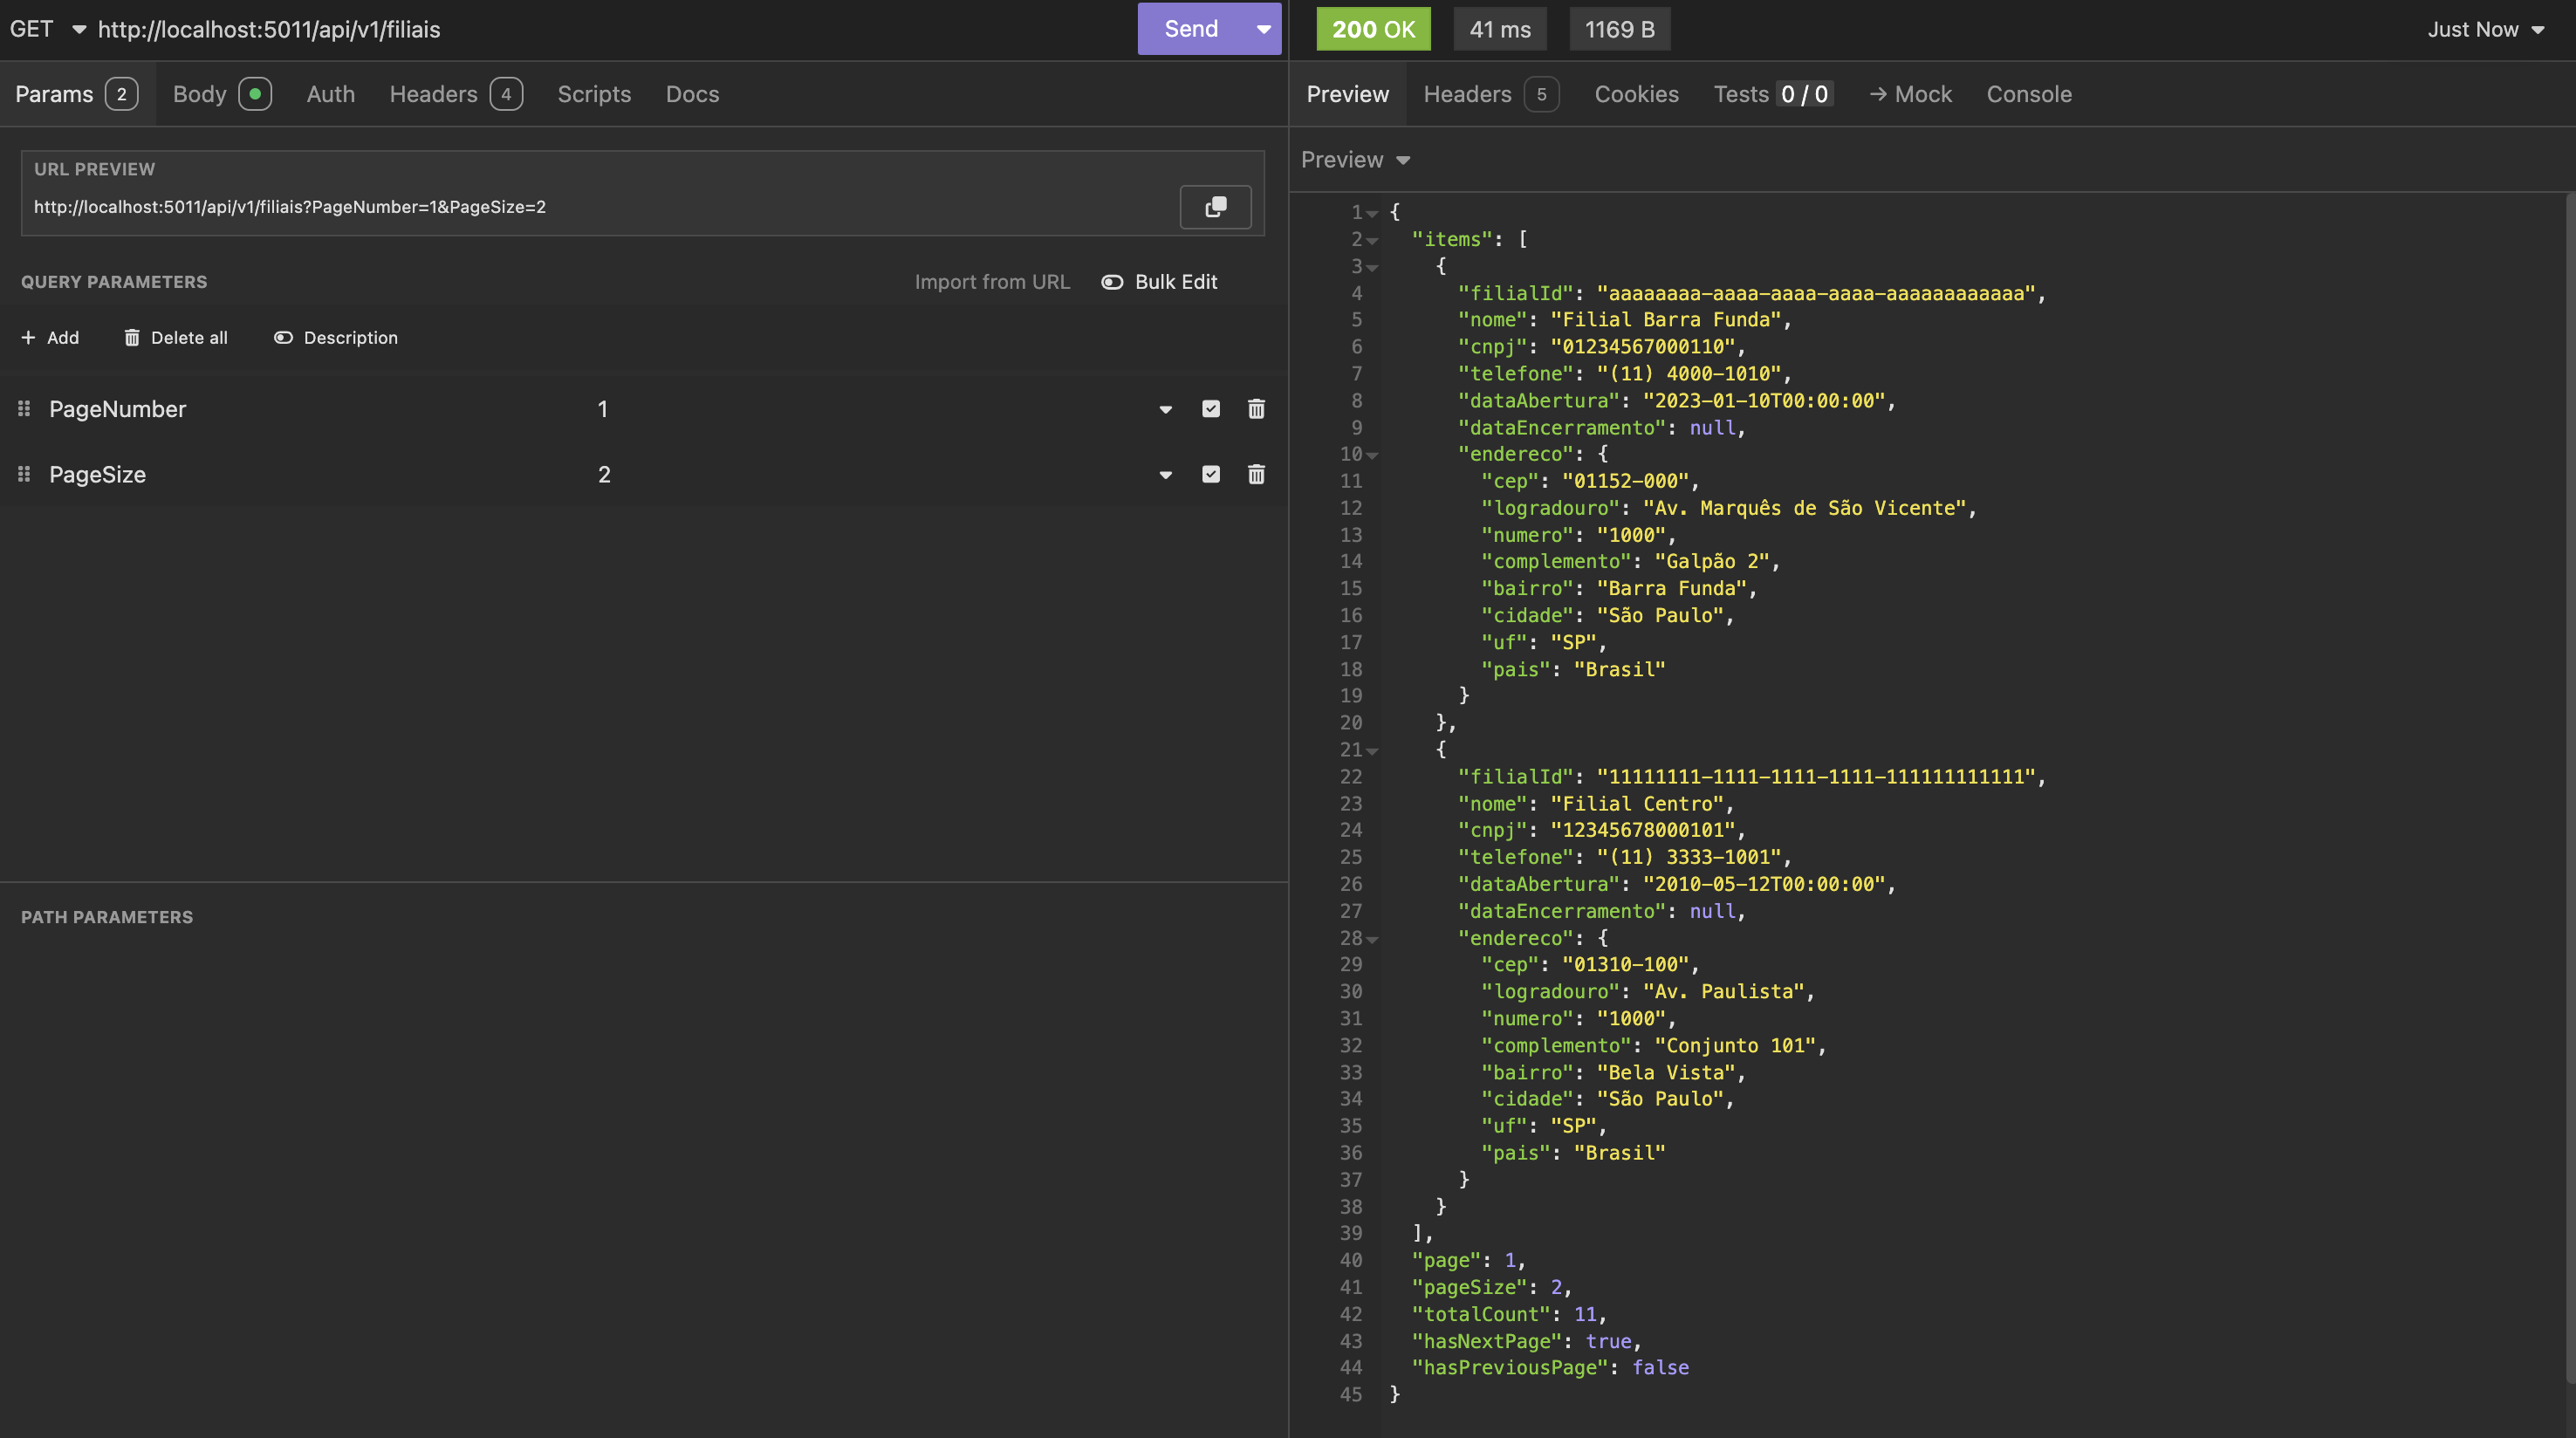 GET http://localhost:5011/api/v1/filiais Send
Params 2 Body Auth Headers 4 Scripts Docs
URL PREVIEW
http://localhost:5011/api/v1/filiais?PageNumber=1&PageSize=2
QUERY PARAMETERS Import from URL Bulk Edit
+ Add Delete all Description
PageNumber 1
PageSize 2
PATH PARAMETERS
200 OK 41 ms 1169 B Just Now
Preview Headers 5 Cookies Tests 0 / 0 → Mock Console
Preview
1 {
2 "items": [
3 {
4 "filialId": "aaaaaaaa-aaaa-aaaa-aaaa-aaaaaaaaaaaa",
5 "nome": "Filial Barra Funda",
6 "cnpj": "01234567000110",
7 "telefone": "(11) 4000-1010",
8 "dataAbertura": "2023-01-10T00:00:00",
9 "dataEncerramento": null,
10 "endereco": {
11 "cep": "01152-000",
12 "logradouro": "Av. Marquês de São Vicente",
13 "numero": "1000",
14 "complemento": "Galpão 2",
15 "bairro": "Barra Funda",
16 "cidade": "São Paulo",
17 "uf": "SP",
18 "pais": "Brasil"
19 }
20 },
21 {
22 "filialId": "11111111-1111-1111-1111-111111111111",
23 "nome": "Filial Centro",
24 "cnpj": "12345678000101",
25 "telefone": "(11) 3333-1001",
26 "dataAbertura": "2010-05-12T00:00:00",
27 "dataEncerramento": null,
28 "endereco": {
29 "cep": "01310-100",
30 "logradouro": "Av. Paulista",
31 "numero": "1000",
32 "complemento": "Conjunto 101",
33 "bairro": "Bela Vista",
34 "cidade": "São Paulo",
35 "uf": "SP",
36 "pais": "Brasil"
37 }
38 }
39 ],
40 "page": 1,
41 "pageSize": 2,
42 "totalCount": 11,
43 "hasNextPage": true,
44 "hasPreviousPage": false
45 }